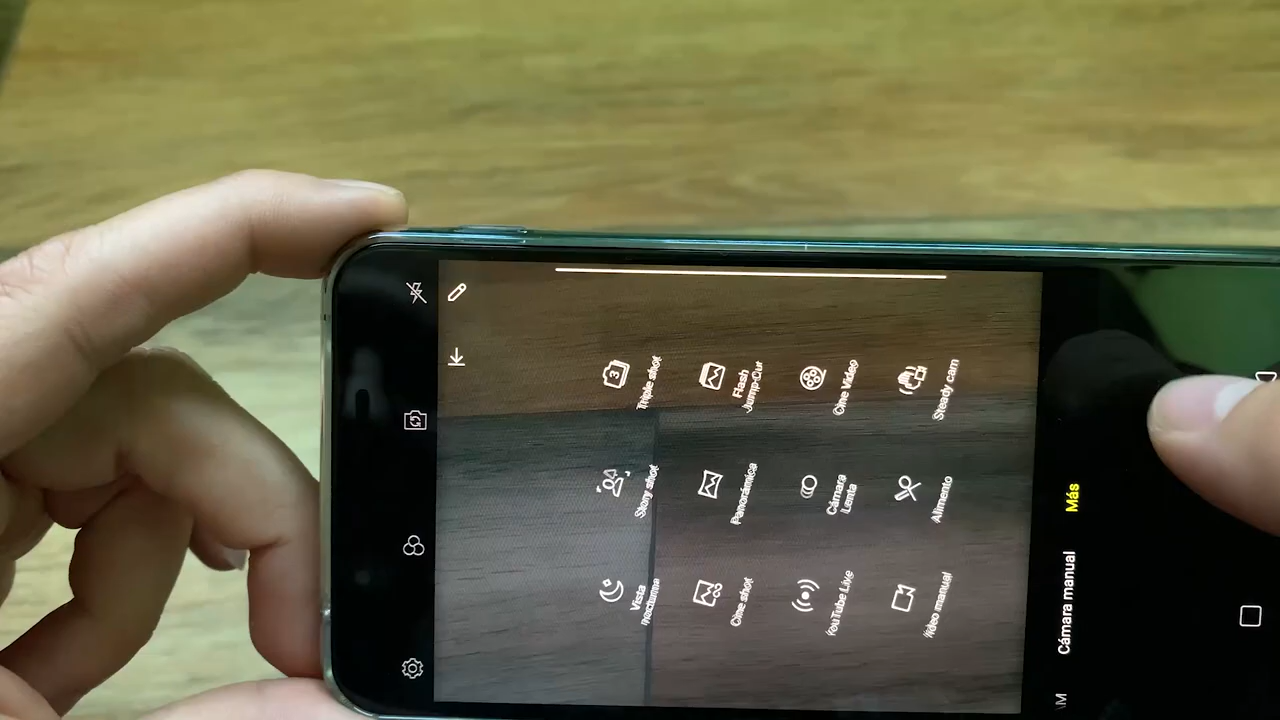 Vista
nocturna
Story shot
3
Triple shot
Cine shot
Panorámica
Flash
Jump-Cut
YouTube Live
Cámara
Lenta
Cine Video
Video manual
Alimento
Steady cam
Cámara manual
Más